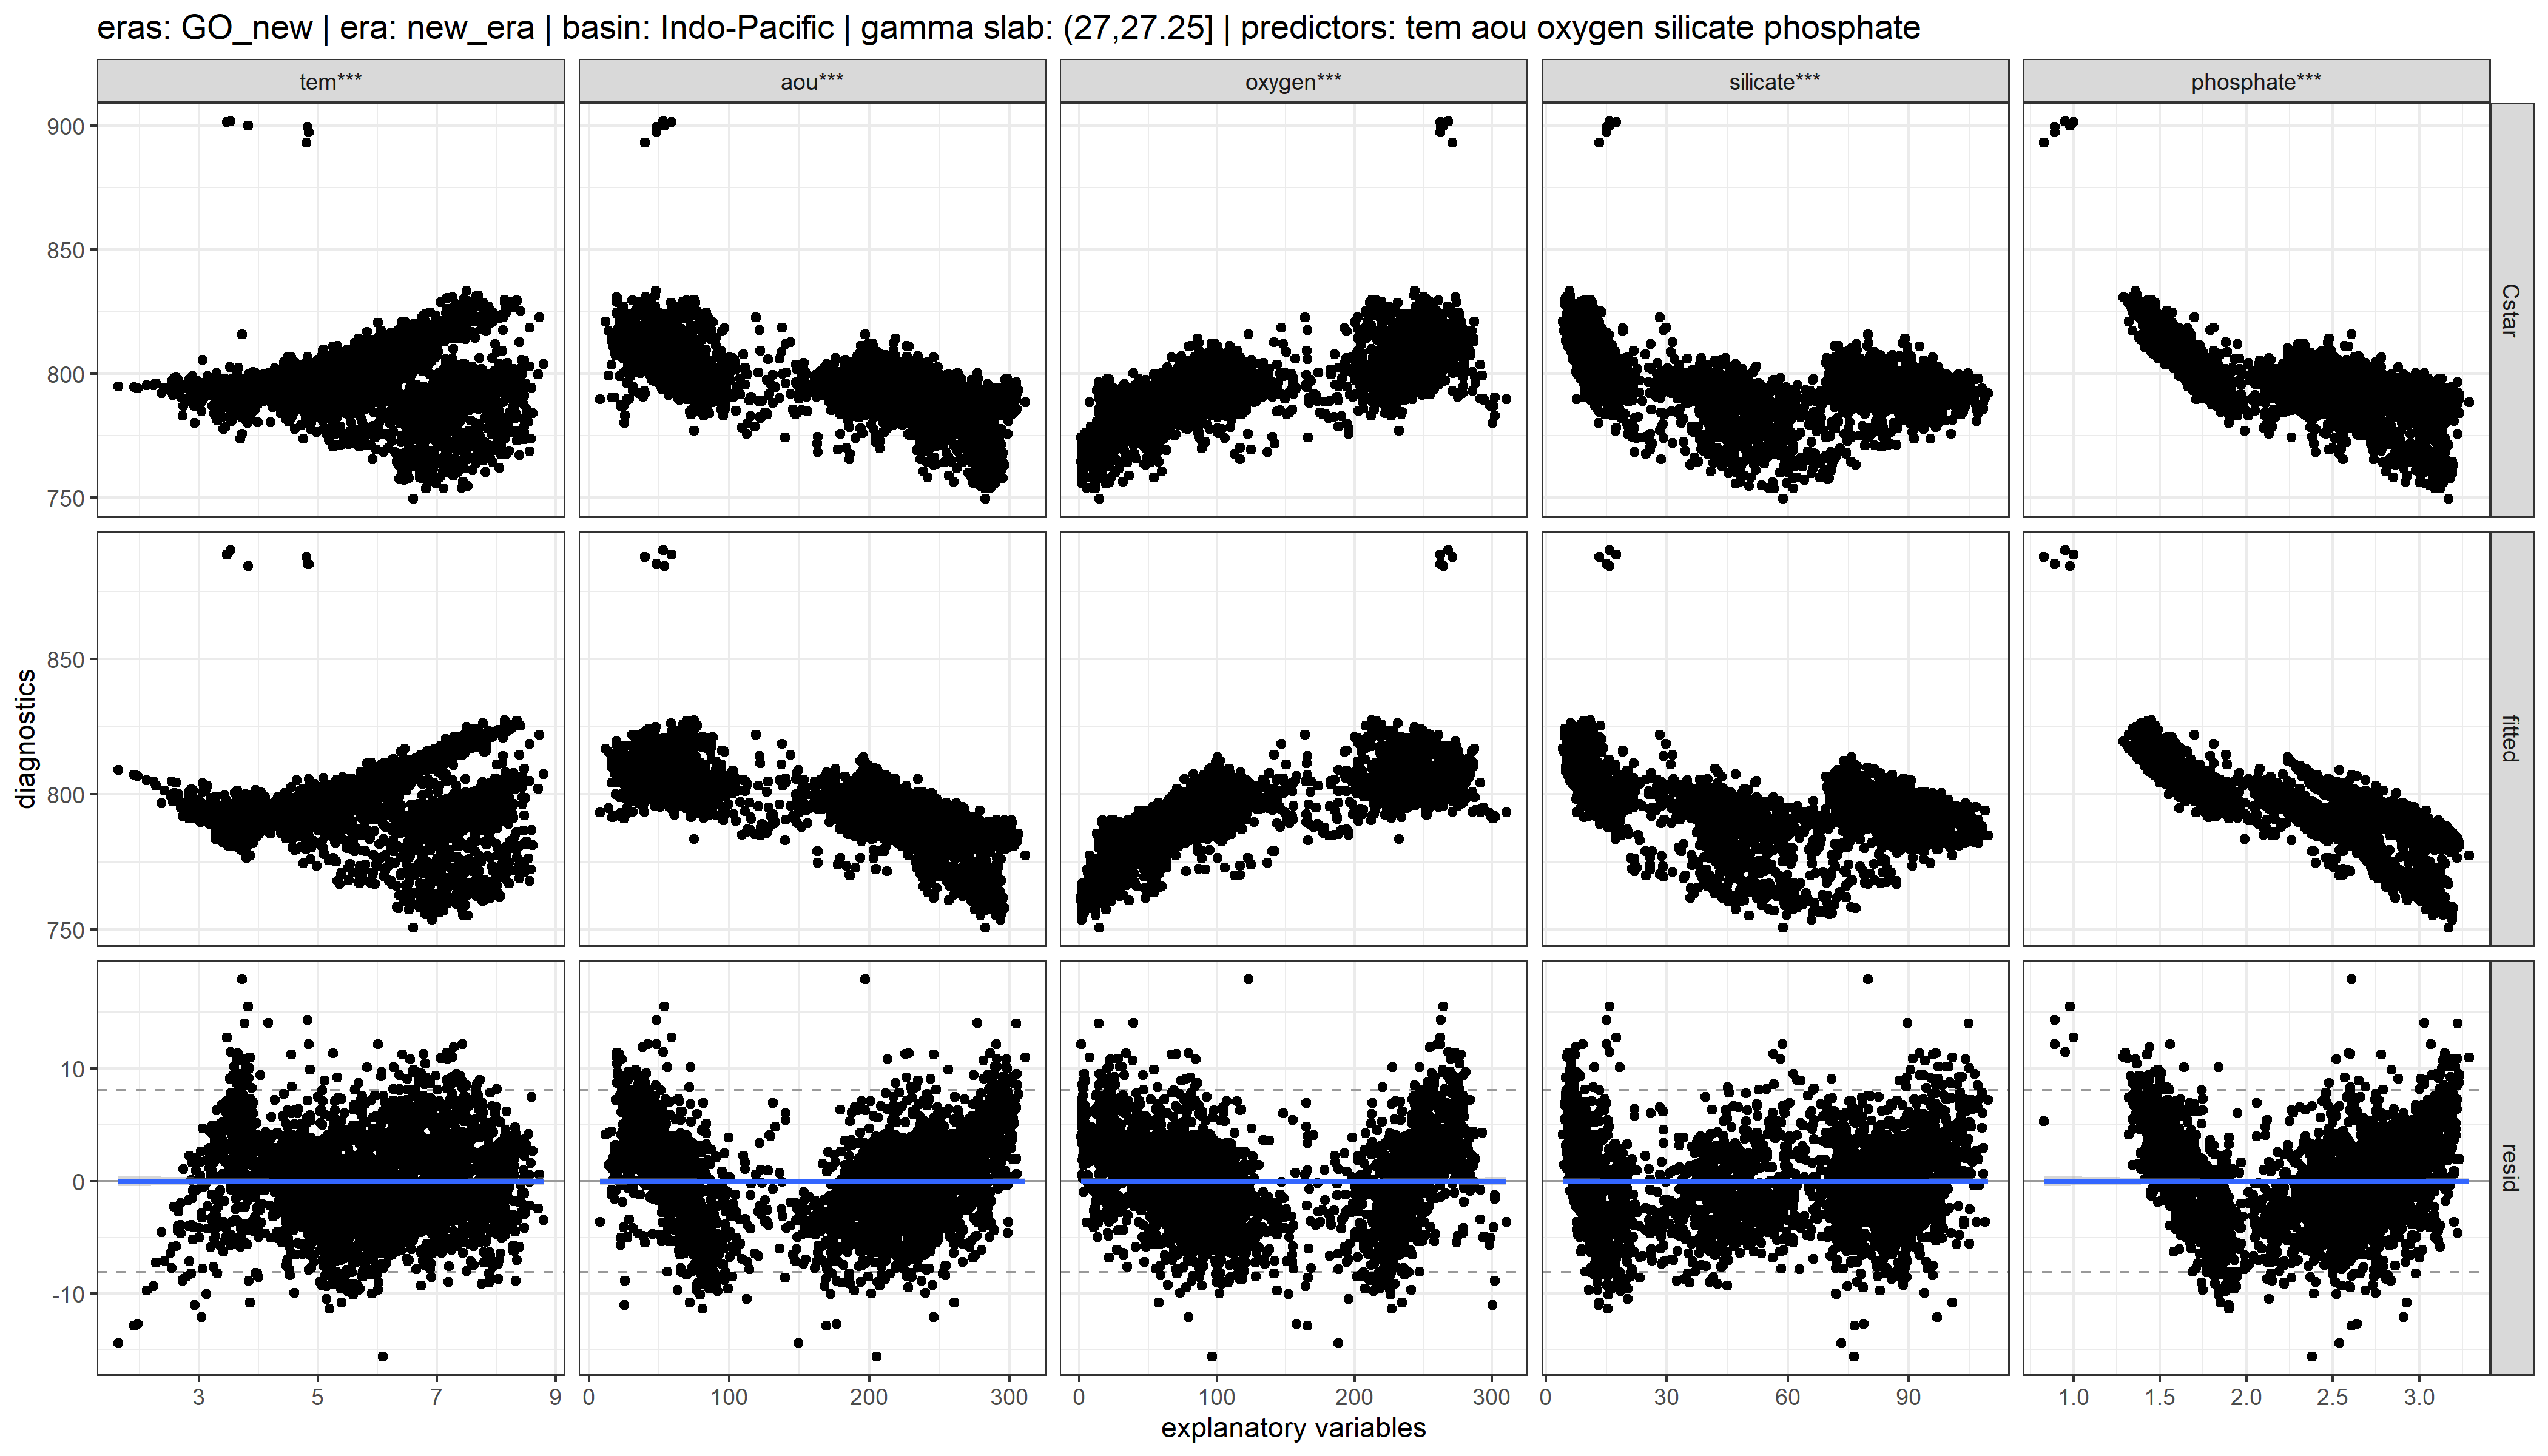 eras: GO_new | era: new_era | basin: Indo-Pacific | gamma slab: (27,27.25] | predictors: tem aou oxygen silicate phosphate
tem*** aou*** oxygen*** silicate*** phosphate***
900
850
800
750
Cstar
850
800
750
fitted
10
0
-10
resid
diagnostics
3 5 7 9 0 100 200 300 0 100 200 300 0 30 60 90 1.0 1.5 2.0 2.5 3.0
explanatory variables